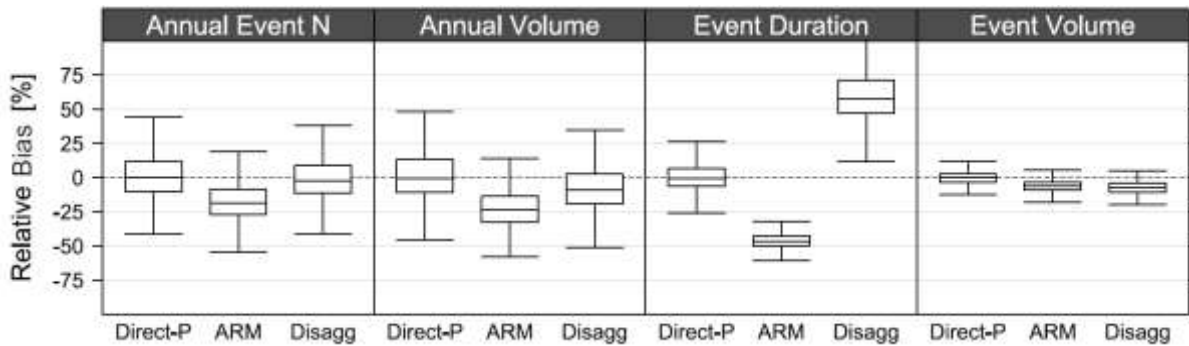 Annual Event N Annual Volume Event Duration Event Volume
Relative Bias [%]
75
50
25
0
-25
-50
-75
Direct-P ARM Disagg Direct-P ARM Disagg Direct-P ARM Disagg Direct-P ARM Disagg